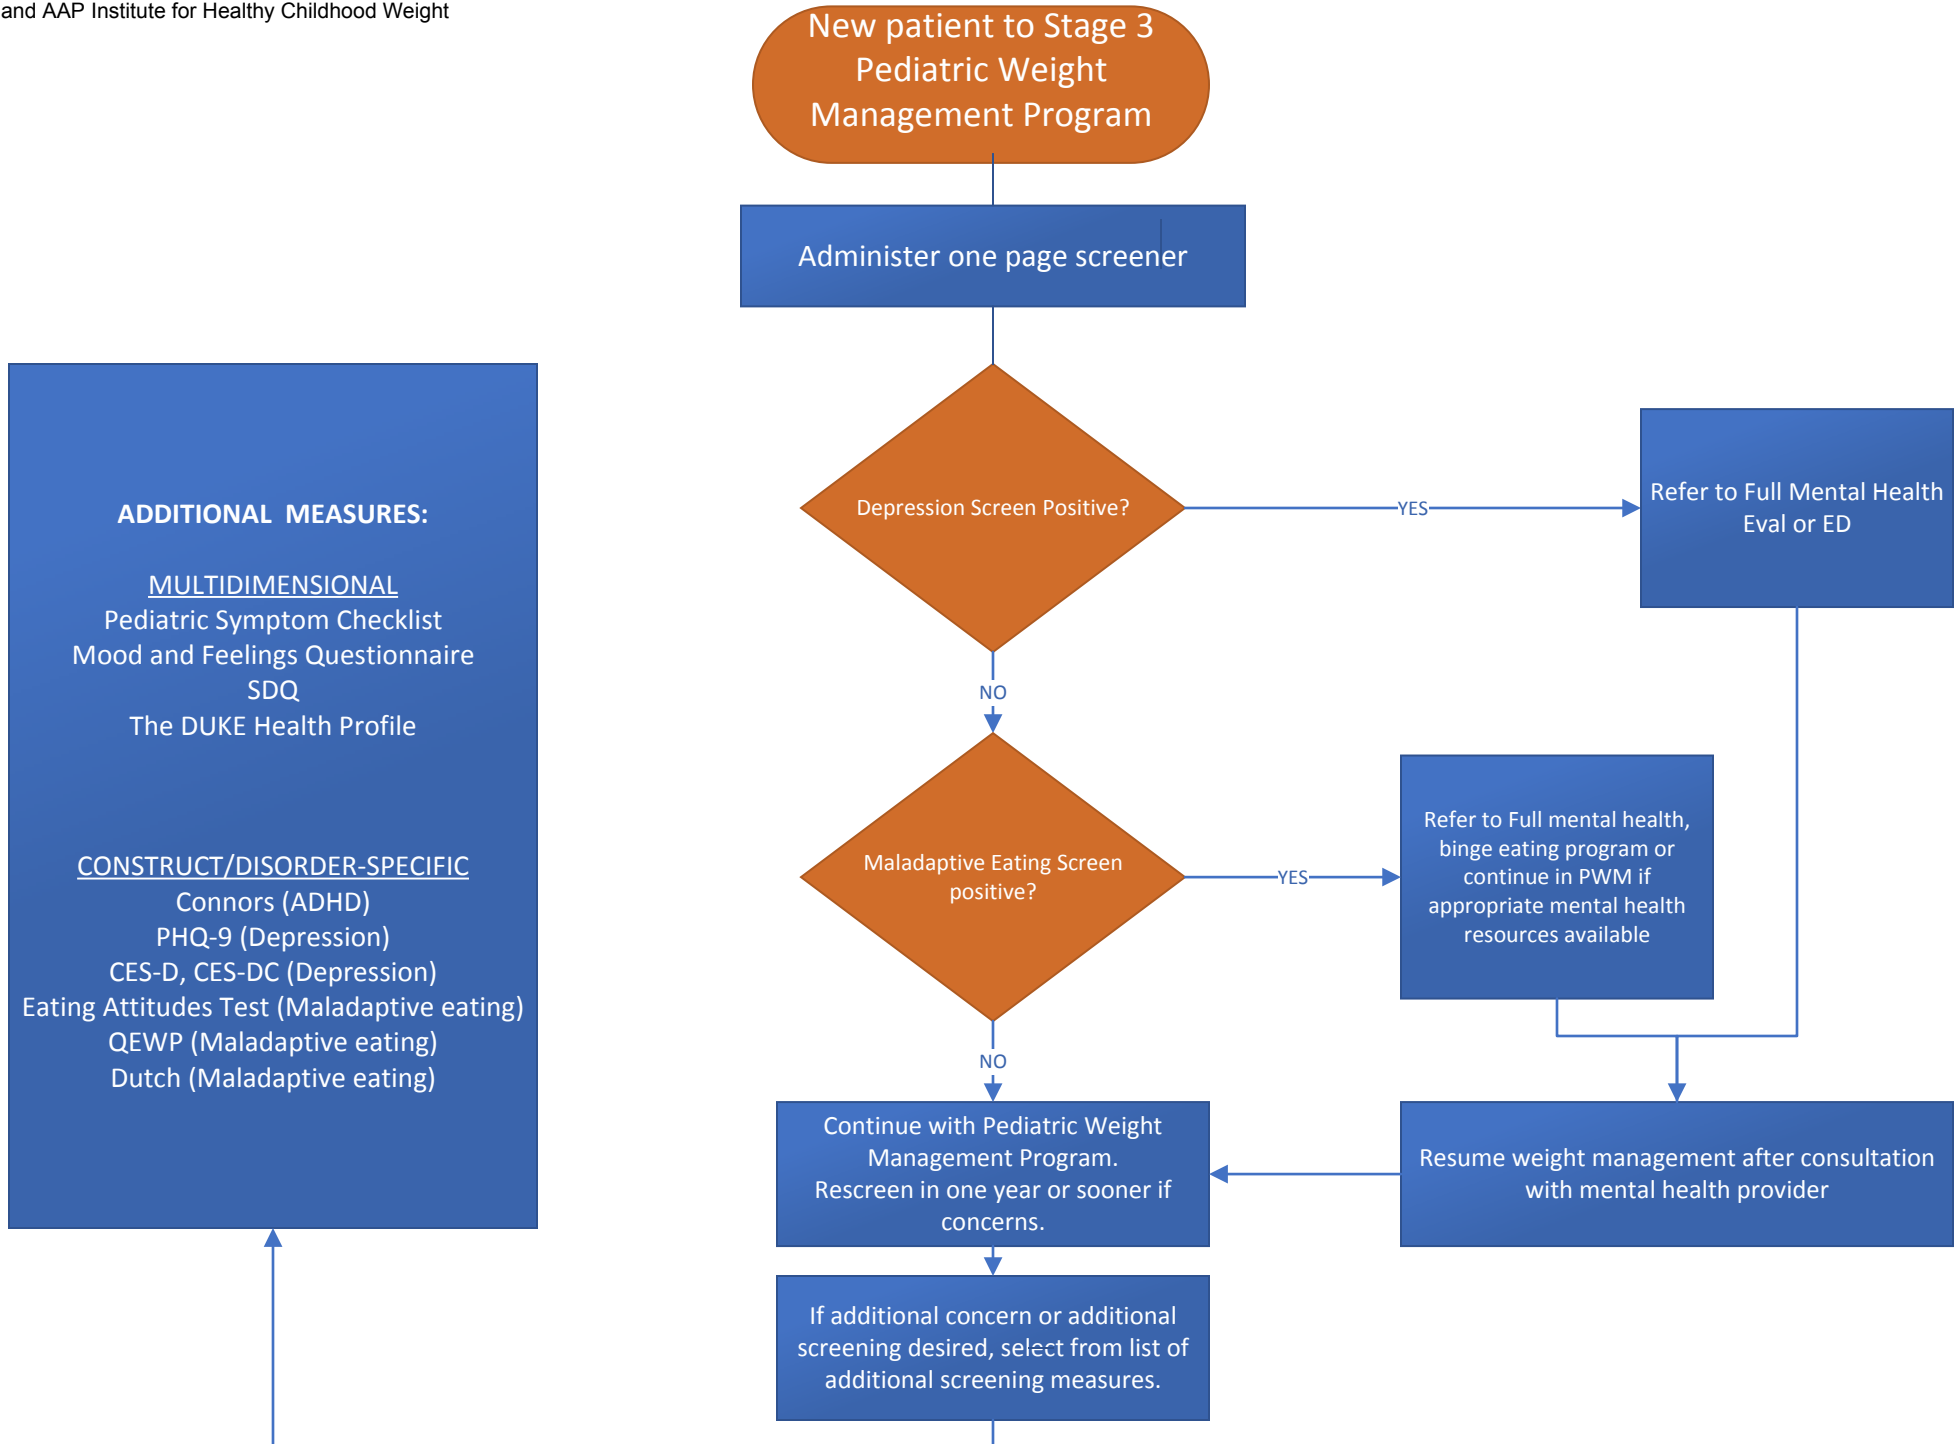 and AAP Institute for Healthy Childhood Weight
New patient to Stage 3
Pediatric Weight
Management Program
Administer one page screener
Depression Screen Positive?
YES
Refer to Full Mental Health
Eval or ED
NO
Maladaptive Eating Screen
positive?
YES
Refer to Full mental health,
binge eating program or
continue in PWM if
appropriate mental health
resources available
NO
Continue with Pediatric Weight
Management Program.
Rescreen in one year or sooner if
concerns.
Resume weight management after consultation
with mental health provider
If additional concern or additional
screening desired, select from list of
additional screening measures.
ADDITIONAL MEASURES:
MULTIDIMENSIONAL
Pediatric Symptom Checklist
Mood and Feelings Questionnaire
SDQ
The DUKE Health Profile
CONSTRUCT/DISORDER-SPECIFIC
Connors (ADHD)
PHQ-9 (Depression)
CES-D, CES-DC (Depression)
Eating Attitudes Test (Maladaptive eating)
QEWP (Maladaptive eating)
Dutch (Maladaptive eating)